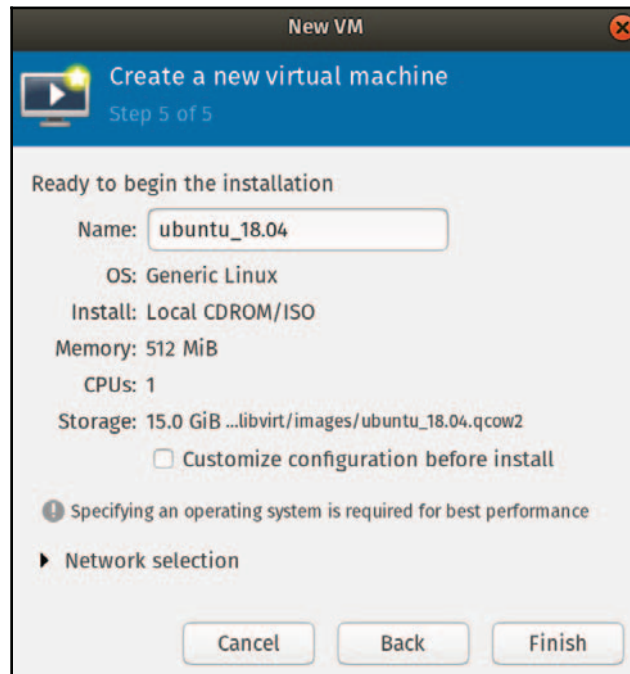 New VM
Create a new virtual machine
Step 5 of 5
Ready to begin the installation
Name: ubuntu_18.04
OS: Generic Linux
Install: Local CDROM/ISO
Memory: 512 MiB
CPUs: 1
Storage: 15.0 GiB ...libvirt/images/ubuntu_18.04.qcow2
Customize configuration before install
Specifying an operating system is required for best performance
Network selection
Cancel Back Finish